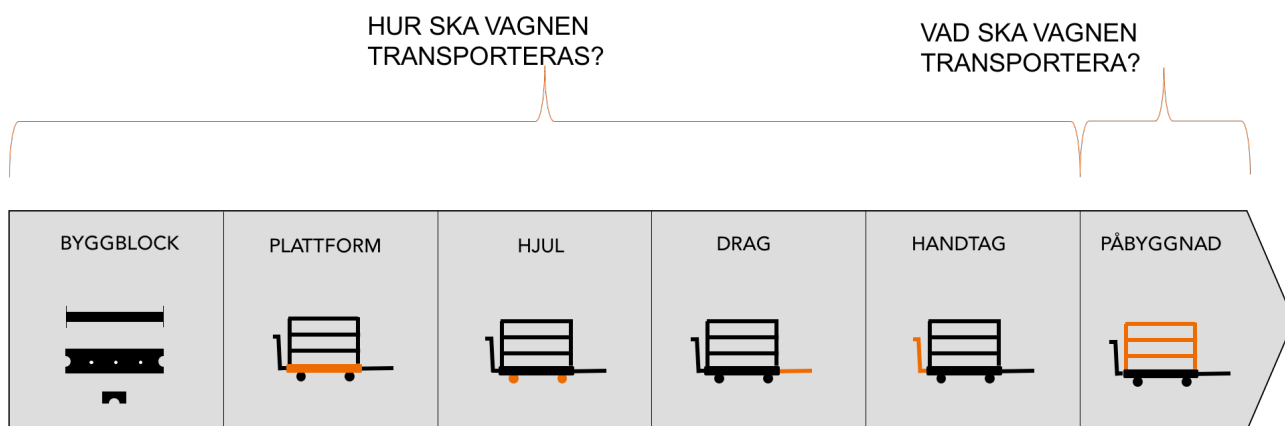 HUR SKA VAGNEN
TRANSPORTERAS?
VAD SKA VAGNEN
TRANSPORTERA?
BYGGBLOCK
PLATTFORM
HJUL
DRAG
HANDTAG
PÅBYGGNAD